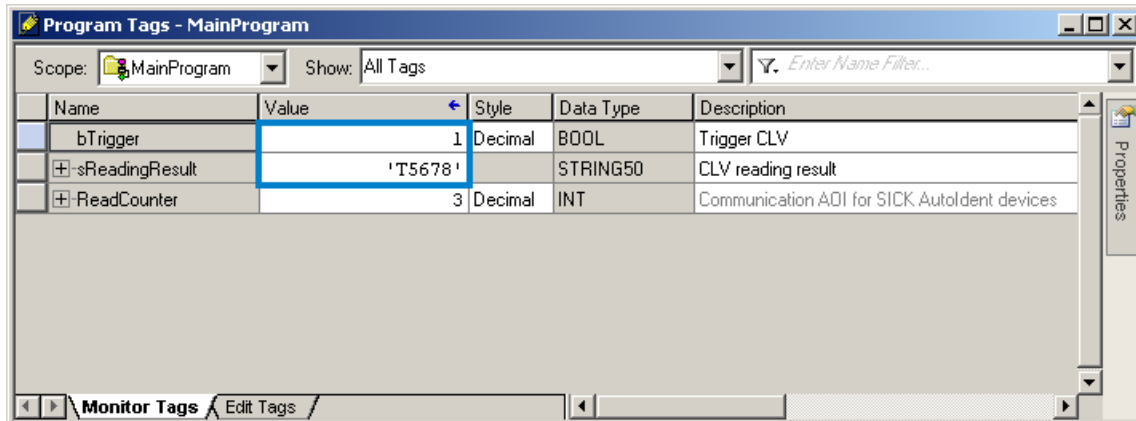 Program Tags - MainProgram
Scope: MainProgram Show: All Tags Enter Name Filter...
Name Value Style Data Type Description
bTrigger 1 Decimal BOOL Trigger CLV
sReadingResult 'T5678' STRING50 CLV reading result
ReadCounter 3 Decimal INT Communication AOI for SICK AutoIdent devices
Properties
Monitor Tags Edit Tags